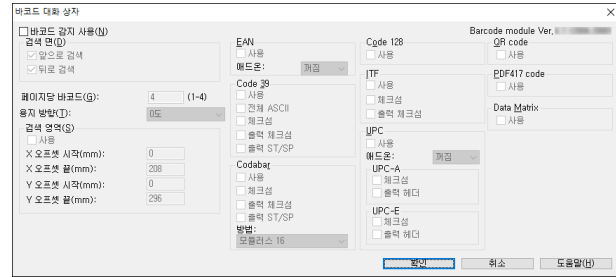 바코드 대화 상자
바코드 감지 사용(N)
Barcode module Ver.
검색 면(D)
앞으로 검색
뒤로 검색
페이지당 바코드(G):
4
(1-4)
용지 방향(T):
0도
검색 영역(S)
사용
X 오프셋 시작(mm):
0
X 오프셋 끝(mm):
208
Y 오프셋 시작(mm):
0
Y 오프셋 끝(mm):
296
EAN
사용
애드온:
꺼짐
Code 39
사용
전체 ASCII
체크섬
출력 체크섬
출력 ST/SP
Codabar
사용
체크섬
출력 체크섬
출력 ST/SP
방법:
모듈러스 16
Code 128
사용
ITF
사용
체크섬
출력 체크섬
UPC
사용
애드온:
꺼짐
UPC-A
체크섬
출력 헤더
UPC-E
체크섬
출력 헤더
QR code
사용
PDF417 code
사용
Data Matrix
사용
확인
취소
도움말(H)